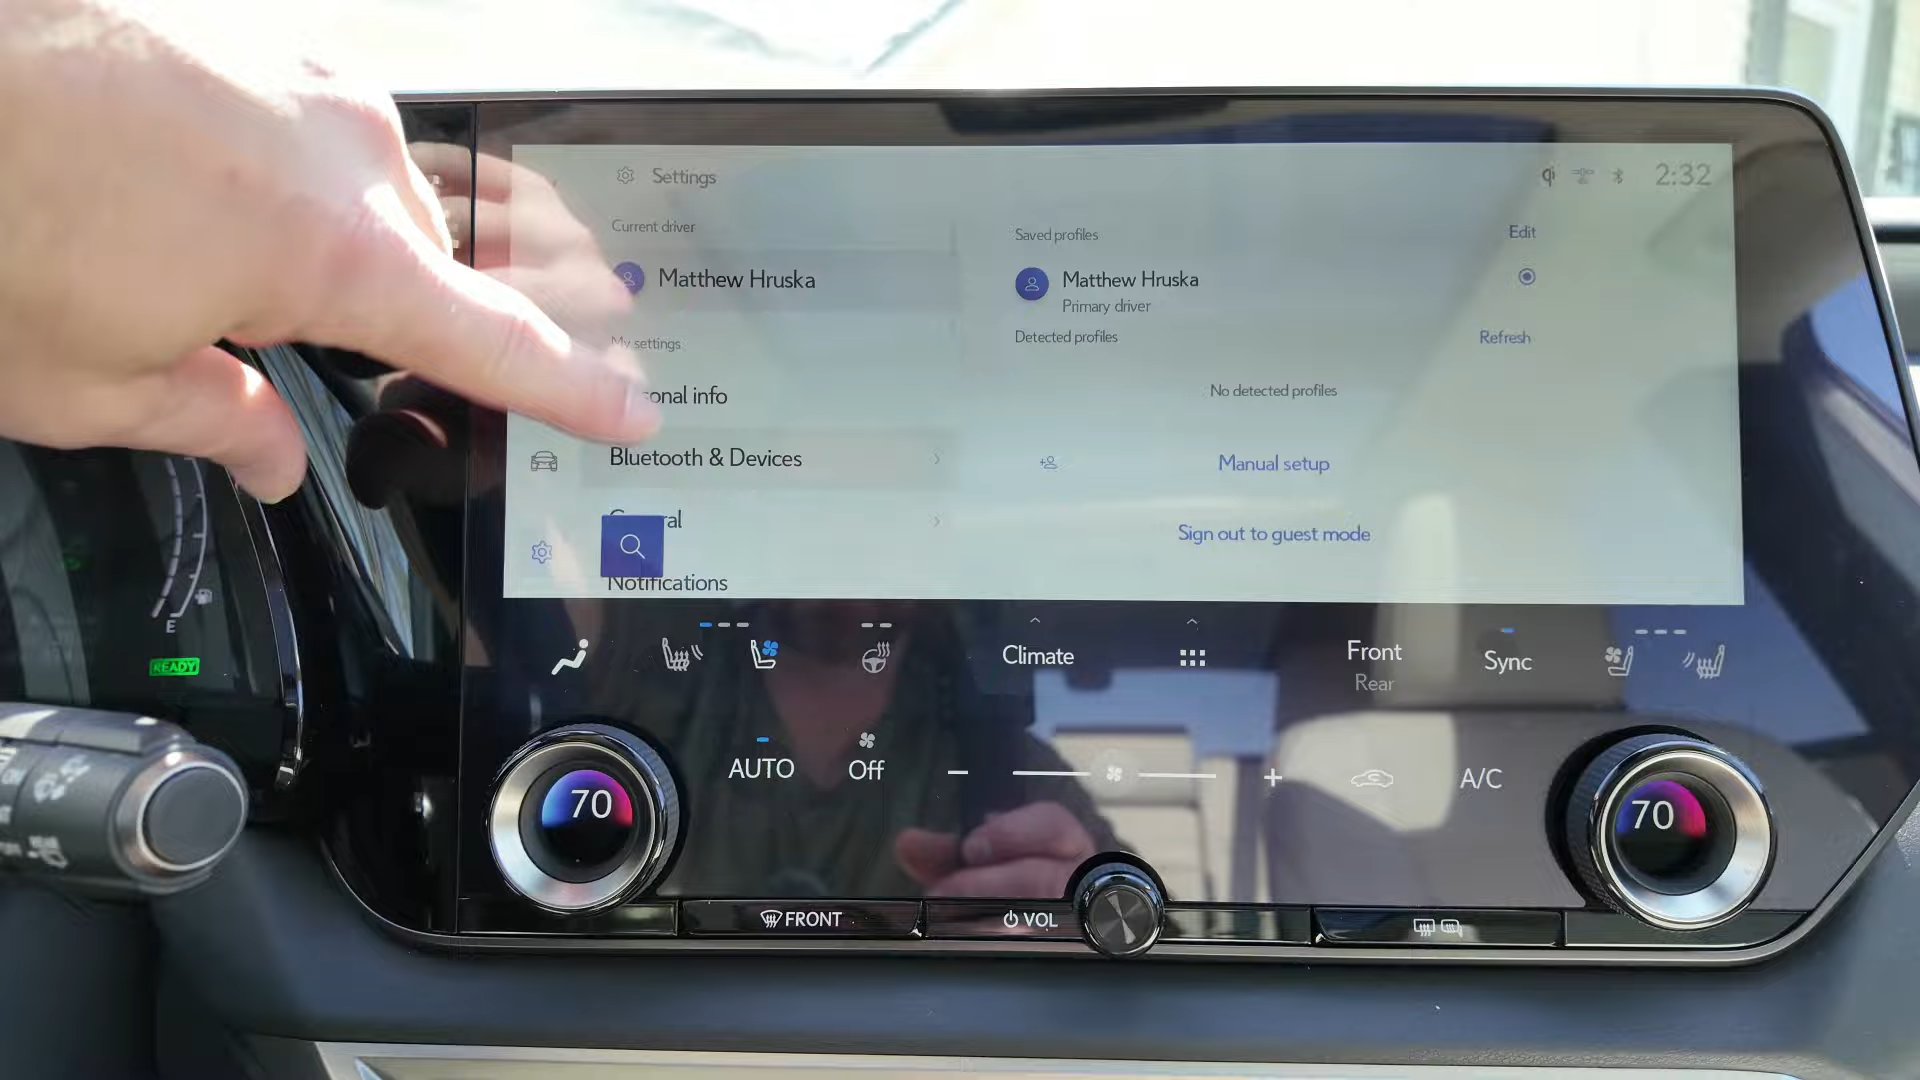 Settings
2:32
Current driver
Matthew Hruska
My settings
sonal info
Bluetooth & Devices
Notifications
Saved profiles
Edit
Matthew Hruska
Primary driver
Detected profiles
Refresh
No detected profiles
Manual setup
Sign out to guest mode
E
READY
Climate
Front
Rear
Sync
AUTO
Off
A/C
70
70
FRONT
VOL